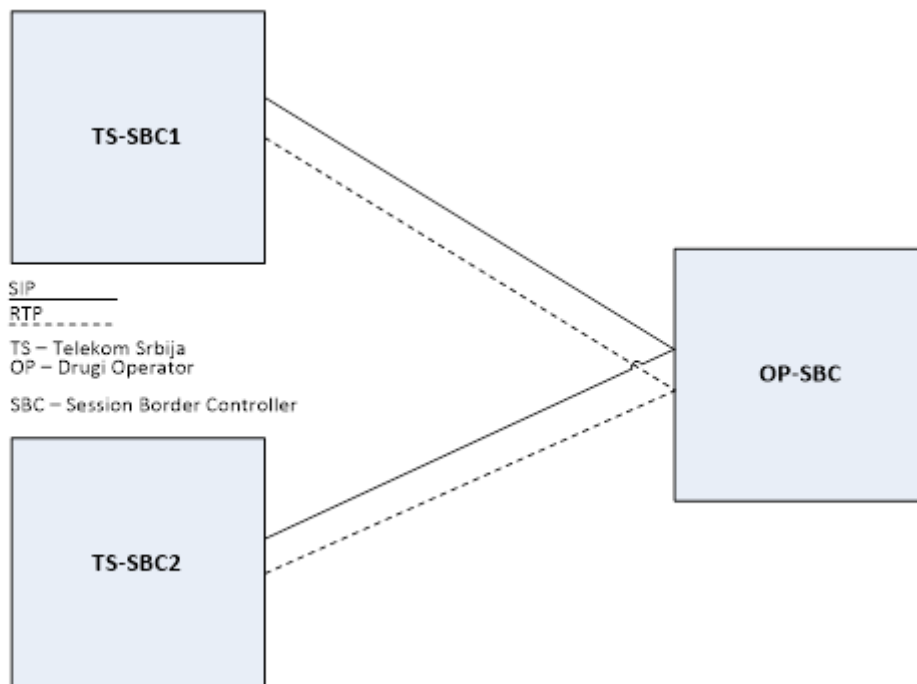 TS-SBC1
SIP
RTP
TS – Telekom Srbija
OP – Drugi Operator
SBC – Session Border Controller
OP-SBC
TS-SBC2